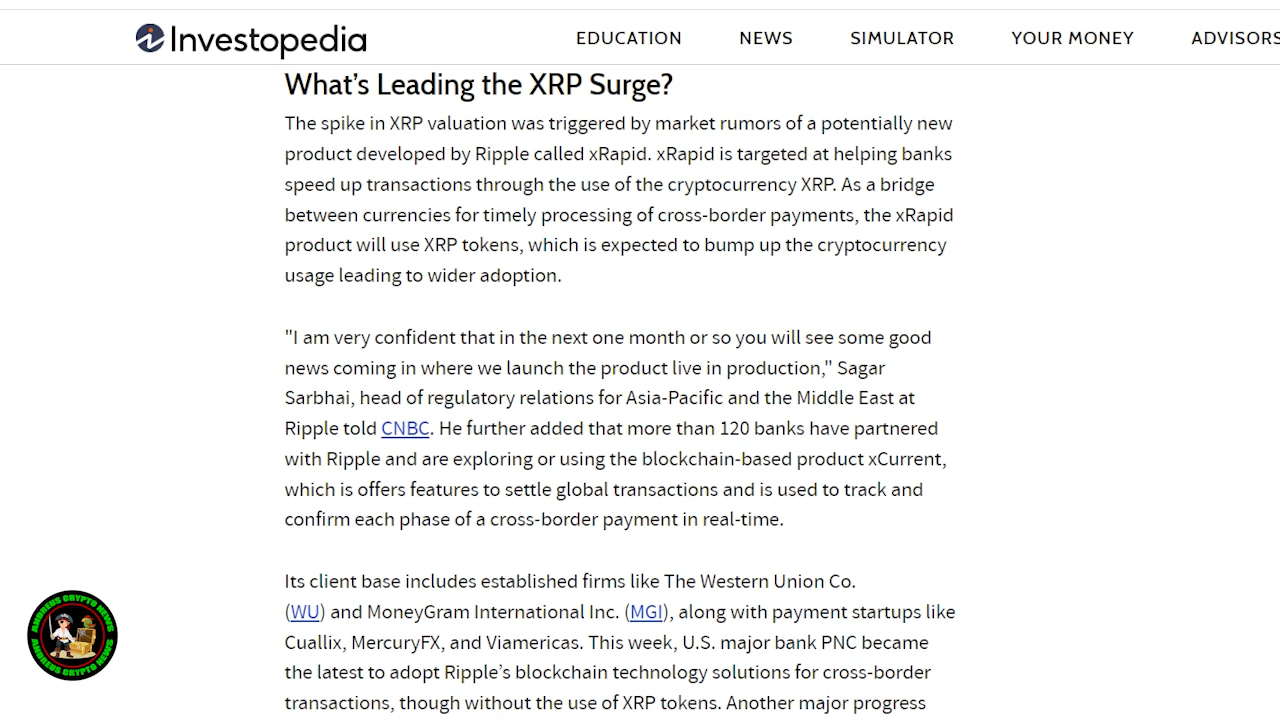 Investopedia
EDUCATION NEWS SIMULATOR YOUR MONEY ADVISORS
What’s Leading the XRP Surge?
The spike in XRP valuation was triggered by market rumors of a potentially new
product developed by Ripple called xRapid. xRapid is targeted at helping banks
speed up transactions through the use of the cryptocurrency XRP. As a bridge
between currencies for timely processing of cross-border payments, the xRapid
product will use XRP tokens, which is expected to bump up the cryptocurrency
usage leading to wider adoption.
"I am very confident that in the next one month or so you will see some good
news coming in where we launch the product live in production," Sagar
Sarbhai, head of regulatory relations for Asia-Pacific and the Middle East at
Ripple told CNBC. He further added that more than 120 banks have partnered
with Ripple and are exploring or using the blockchain-based product xCurrent,
which is offers features to settle global transactions and is used to track and
confirm each phase of a cross-border payment in real-time.
Its client base includes established firms like The Western Union Co.
(WU) and MoneyGram International Inc. (MGI), along with payment startups like
Cuallix, MercuryFX, and Viamericas. This week, U.S. major bank PNC became
the latest to adopt Ripple’s blockchain technology solutions for cross-border
transactions, though without the use of XRP tokens. Another major progress
ANDREUS CRYPTO NEWS
ANDREUS CRYPTO NEWS